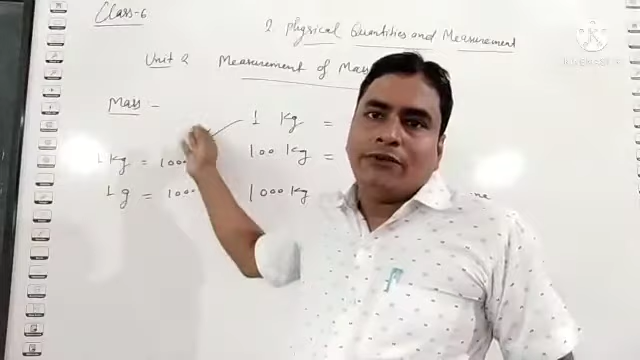 Class-6
2. Physical Quantities and Measurement
Unit 2 Measurement of Mass
Mass :-
1 Kg =
1 Kg = 1000
100 Kg =
1 g = 1000
1000 Kg